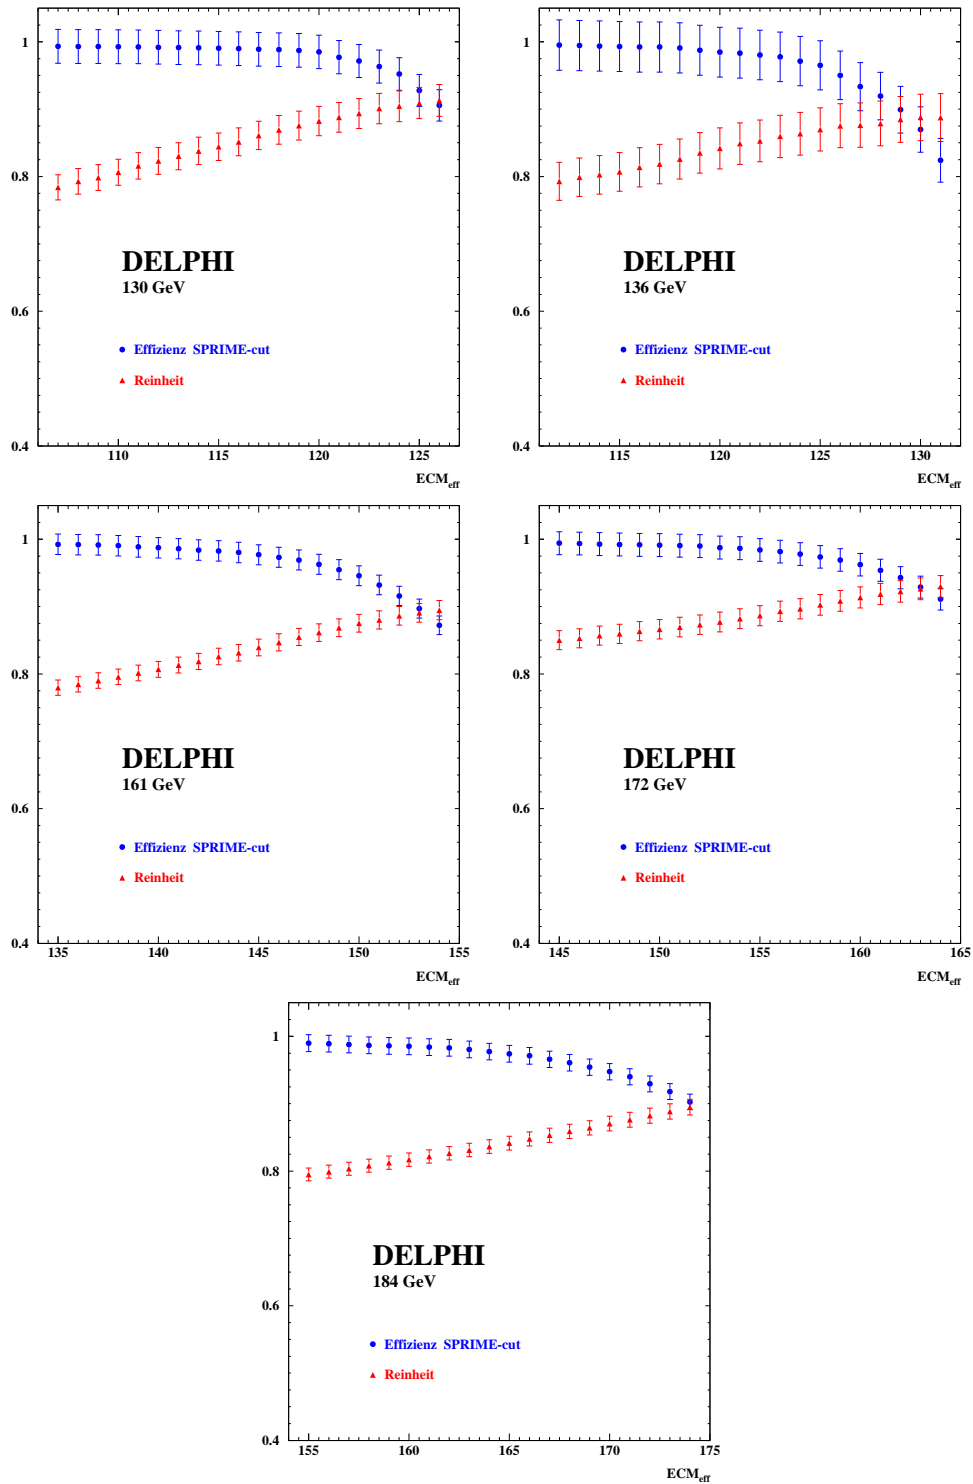 1
0.8
0.6
0.4
DELPHI
130 GeV
Effizienz SPRIME-cut
Reinheit
110 115 120 125
ECMeff
1
0.8
0.6
0.4
DELPHI
136 GeV
Effizienz SPRIME-cut
Reinheit
115 120 125 130
ECMeff
1
0.8
0.6
0.4
DELPHI
161 GeV
Effizienz SPRIME-cut
Reinheit
135 140 145 150 155
ECMeff
1
0.8
0.6
0.4
DELPHI
172 GeV
Effizienz SPRIME-cut
Reinheit
145 150 155 160 165
ECMeff
1
0.8
0.6
0.4
DELPHI
184 GeV
Effizienz SPRIME-cut
Reinheit
155 160 165 170 175
ECMeff